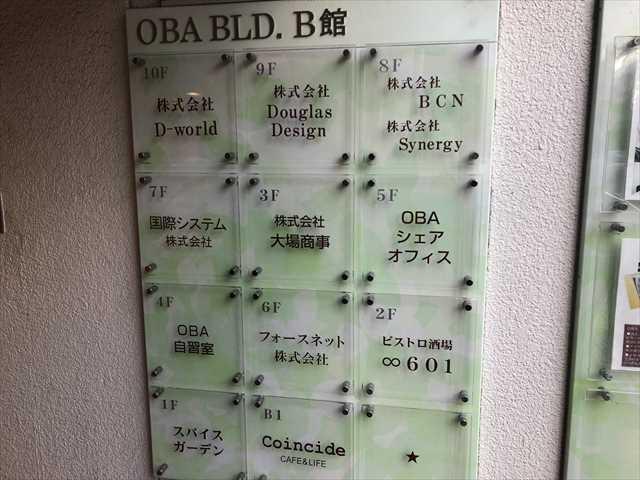 OBA BLD. B館
10F
株式会社
D-world
9F
株式会社
Douglas
Design
8F
株式会社
BCN
株式会社
Synergy
7F
国際システム
株式会社
3F
株式会社
大場商事
5F
OBA
シェア
オフィス
4F
OBA
自習室
6F
フォースネット
株式会社
2F
ビストロ酒場
∞601
1F
スパイス
ガーデン
B1
Coincide
CAFE&LIFE
★